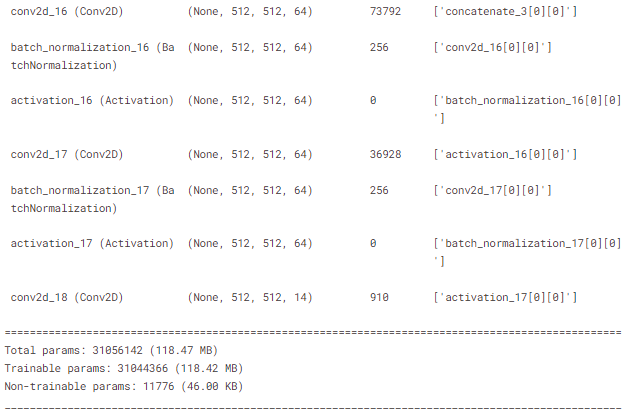 conv2d_16 (Conv2D) (None, 512, 512, 64) 73792 ['concatenate_3[0][0]']
batch_normalization_16 (Ba (None, 512, 512, 64) 256 ['conv2d_16[0][0]']
tchNormalization)
activation_16 (Activation) (None, 512, 512, 64) 0 ['batch_normalization_16[0][0]
']
conv2d_17 (Conv2D) (None, 512, 512, 64) 36928 ['activation_16[0][0]']
batch_normalization_17 (Ba (None, 512, 512, 64) 256 ['conv2d_17[0][0]']
tchNormalization)
activation_17 (Activation) (None, 512, 512, 64) 0 ['batch_normalization_17[0][0]
']
conv2d_18 (Conv2D) (None, 512, 512, 14) 910 ['activation_17[0][0]']
==================================================================================================
Total params: 31056142 (118.47 MB)
Trainable params: 31044366 (118.42 MB)
Non-trainable params: 11776 (46.00 KB)
__________________________________________________________________________________________________